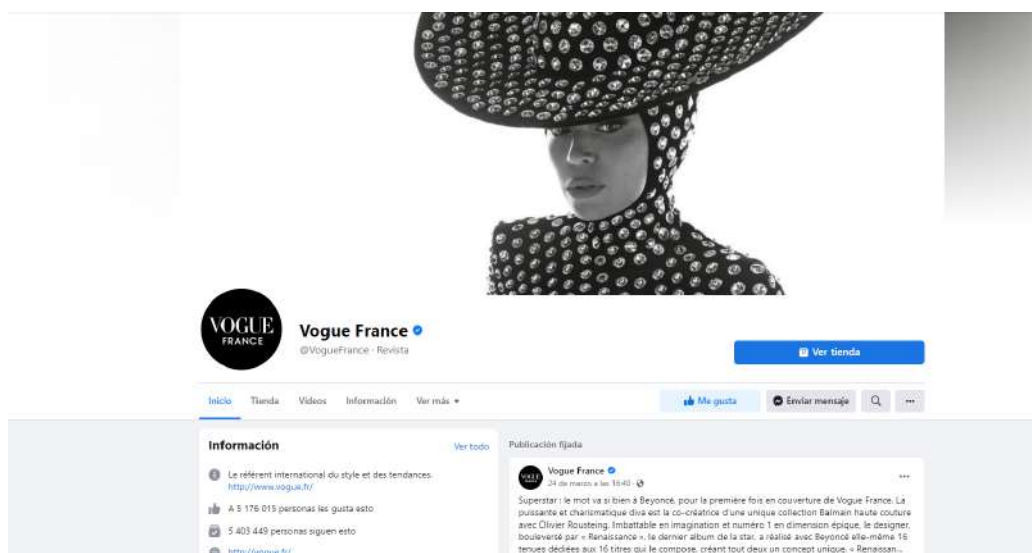 VOGUE
FRANCE
Vogue France
@VogueFrance · Revista
Ver tienda
Inicio Tienda Videos Información Ver más
Me gusta Enviar mensaje
Información Ver todo
Le référent international du style et des tendances.
http://www.vogue.fr/
A 5 176 015 personas les gusta esto
5 403 449 personas siguen esto
http://vogue.fr/
Publicación fijada
VOGUE
Vogue France
24 de marzo a las 16:40 ·
Superstar : le mot va si bien à Beyoncé, pour la première fois en couverture de Vogue France. La
puissante et charismatique diva est la co-créatrice d'une unique collection Balmain haute couture
avec Olivier Rousteing. Imbattable en imagination et numéro 1 en dimension épique, le designer,
bouleversé par « Renaissance », le dernier album de la star, a réalisé avec Beyoncé elle-même 16
tenues dédiées aux 16 titres qui le compose, créant tout deux un concept unique. « Renaissan...